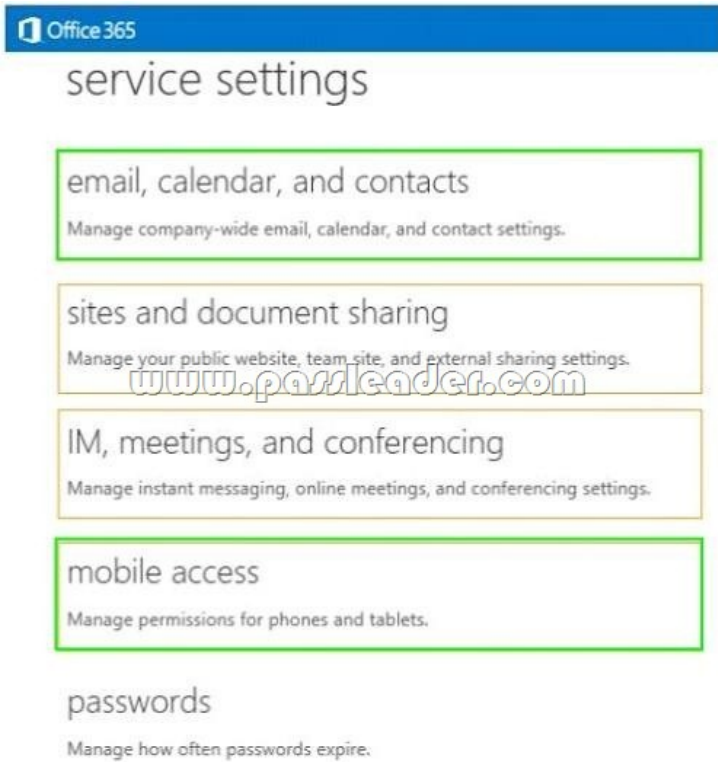 Office 365
service settings
email, calendar, and contacts
Manage company-wide email, calendar, and contact settings.
sites and document sharing
Manage your public website, team site, and external sharing settings.
www.passleader.com
IM, meetings, and conferencing
Manage instant messaging, online meetings, and conferencing settings.
mobile access
Manage permissions for phones and tablets.
passwords
Manage how often passwords expire.